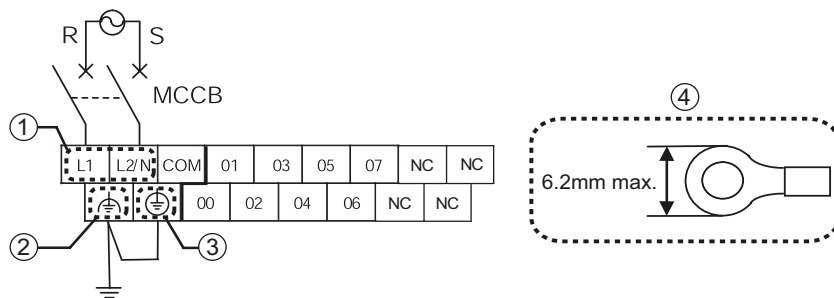 R S
MCCB
①
④
L1 L2/N COM 01 03 05 07 NC NC
6.2mm max.
00 02 04 06 NC NC
② ③